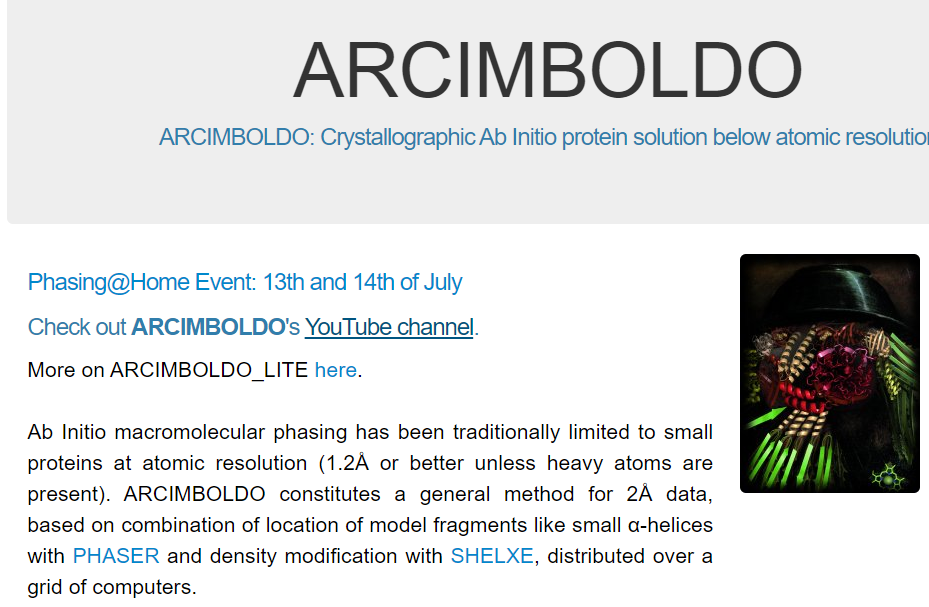 ARCIMBOLDO
ARCIMBOLDO: Crystallographic Ab Initio protein solution below atomic resolution
Phasing@Home Event: 13th and 14th of July
Check out ARCIMBOLDO's YouTube channel.
More on ARCIMBOLDO_LITE here.
Ab Initio macromolecular phasing has been traditionally limited to small
proteins at atomic resolution (1.2Å or better unless heavy atoms are
present). ARCIMBOLDO constitutes a general method for 2Å data,
based on combination of location of model fragments like small α-helices
with PHASER and density modification with SHELXE, distributed over a
grid of computers.